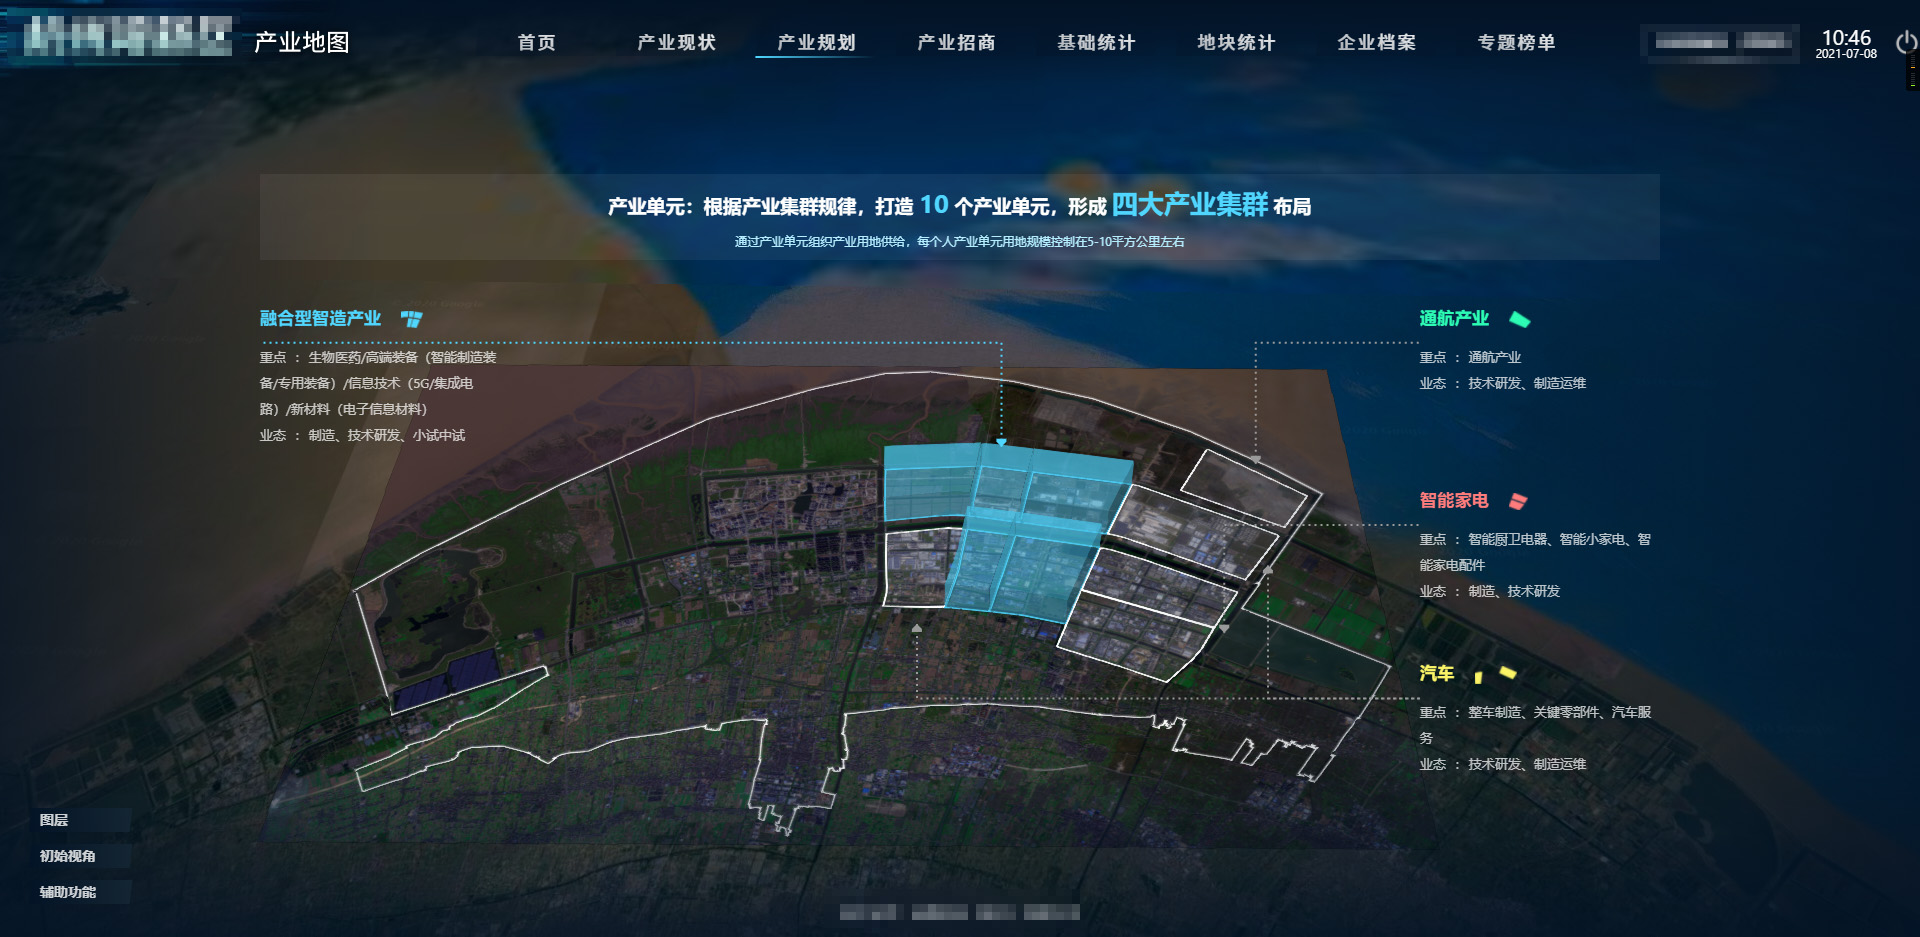 产业地图
首页 产业现状 产业规划 产业招商 基础统计 地块统计 企业档案 专题榜单
10:46
2021-07-08
产业单元：根据产业集群规律，打造 10 个产业单元，形成 四大产业集群 布局
通过产业单元组织产业用地供给，每个人产业单元用地规模控制在5-10平方公里左右
融合型智造产业
重点 ： 生物医药/高端装备（智能制造装
备/专用装备）/信息技术（5G/集成电
路）/新材料（电子信息材料）
业态 ： 制造、技术研发、小试中试
通航产业
重点 ： 通航产业
业态 ： 技术研发、制造运维
智能家电
重点 ： 智能厨卫电器、智能小家电、智
能家电配件
业态 ： 制造、技术研发
汽车
重点 ： 整车制造、关键零部件、汽车服
务
业态 ： 技术研发、制造运维
图层
初始视角
辅助功能